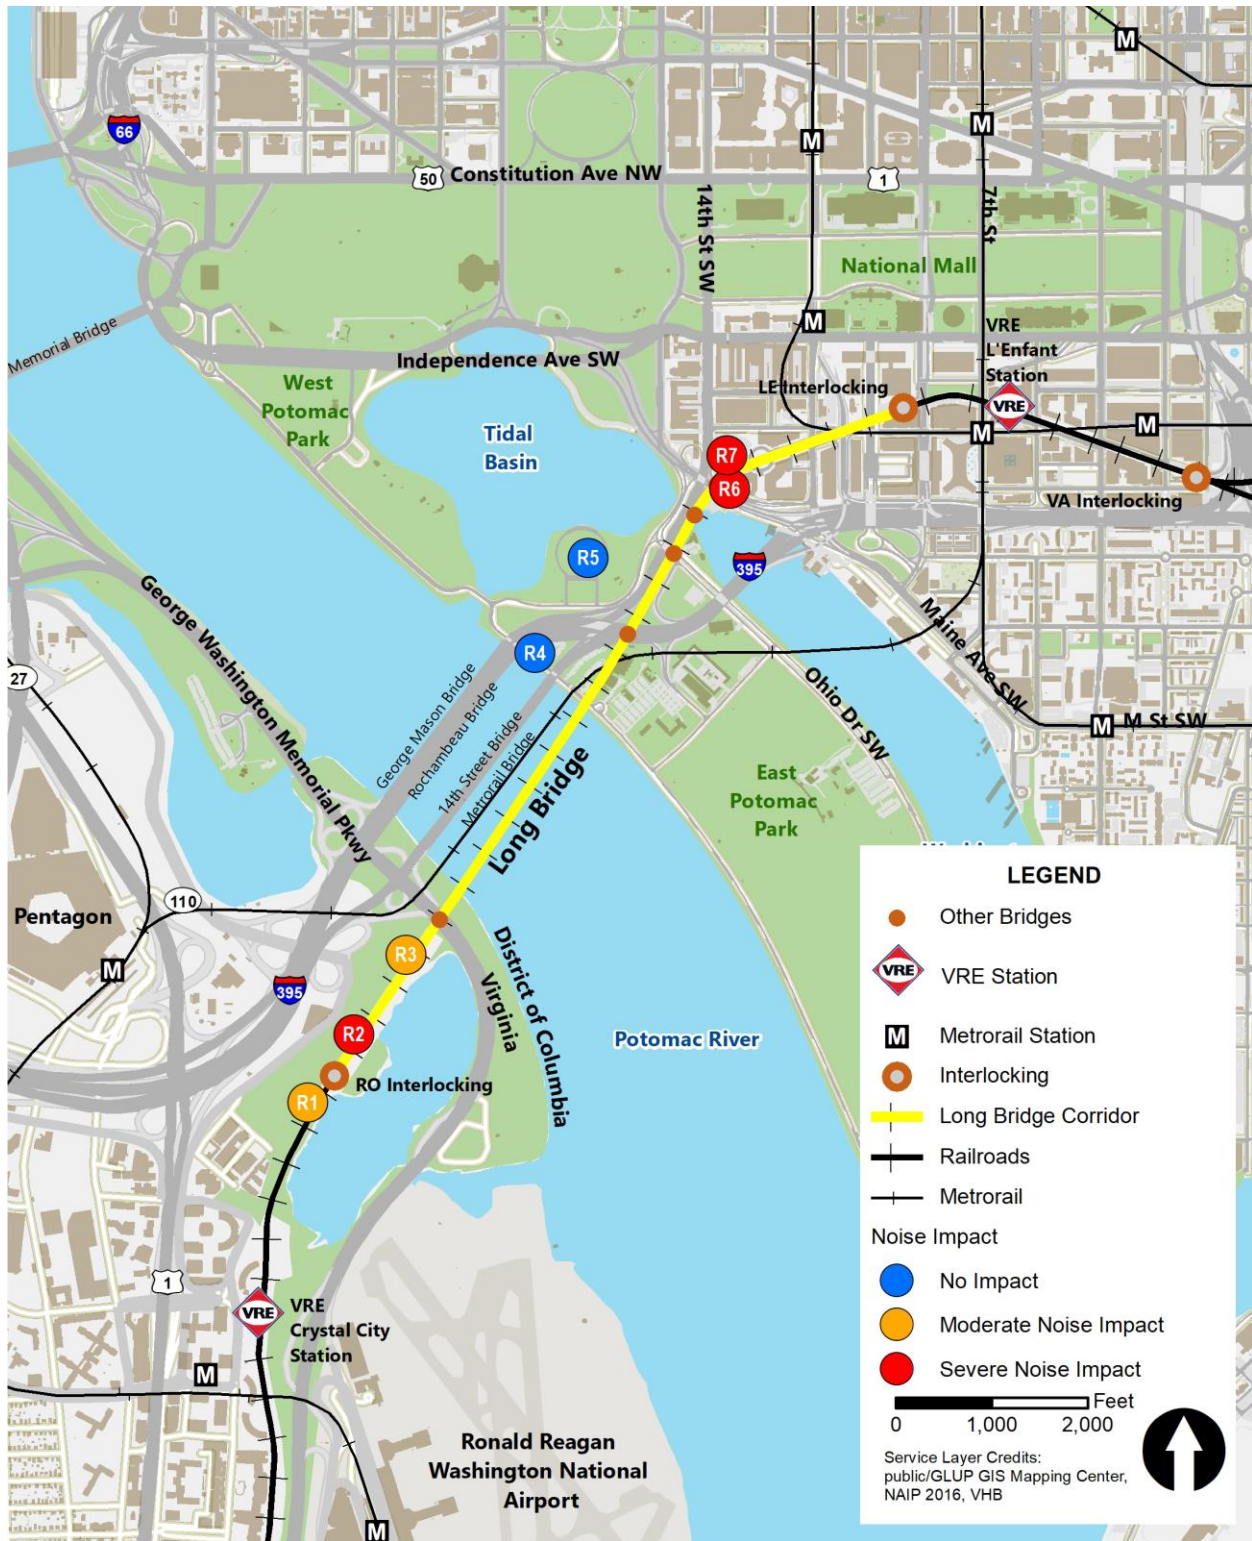 M
66
50
Constitution Ave NW
1
14th St SW
7th St
M
M
National Mall
Memorial Bridge
M
VRE
L'Enfant
Station
Independence Ave SW
West
Potomac
Park
LE Interlocking
VRE
Tidal
Basin
M
M
R7
R6
VA Interlocking
R5
395
George Washington Memorial Pkwy
Maine Ave SW
R4
27
George Mason Bridge
Rochambeau Bridge
14th Street Bridge
Metrorail Bridge
Ohio Dr SW
M
M St SW
Long Bridge
East
Potomac
Park
110
Pentagon
M
R3
395
District of Columbia
Virginia
R2
Potomac River
RO Interlocking
R1
1
VRE
VRE
Crystal City
Station
M
Ronald Reagan
Washington National
Airport
M
LEGEND
Other Bridges
VRE
VRE Station
M
Metrorail Station
Interlocking
Long Bridge Corridor
Railroads
Metrorail
Noise Impact
No Impact
Moderate Noise Impact
Severe Noise Impact
Feet
0 1,000 2,000
Service Layer Credits:
public/GLUP GIS Mapping Center,
NAIP 2016, VHB